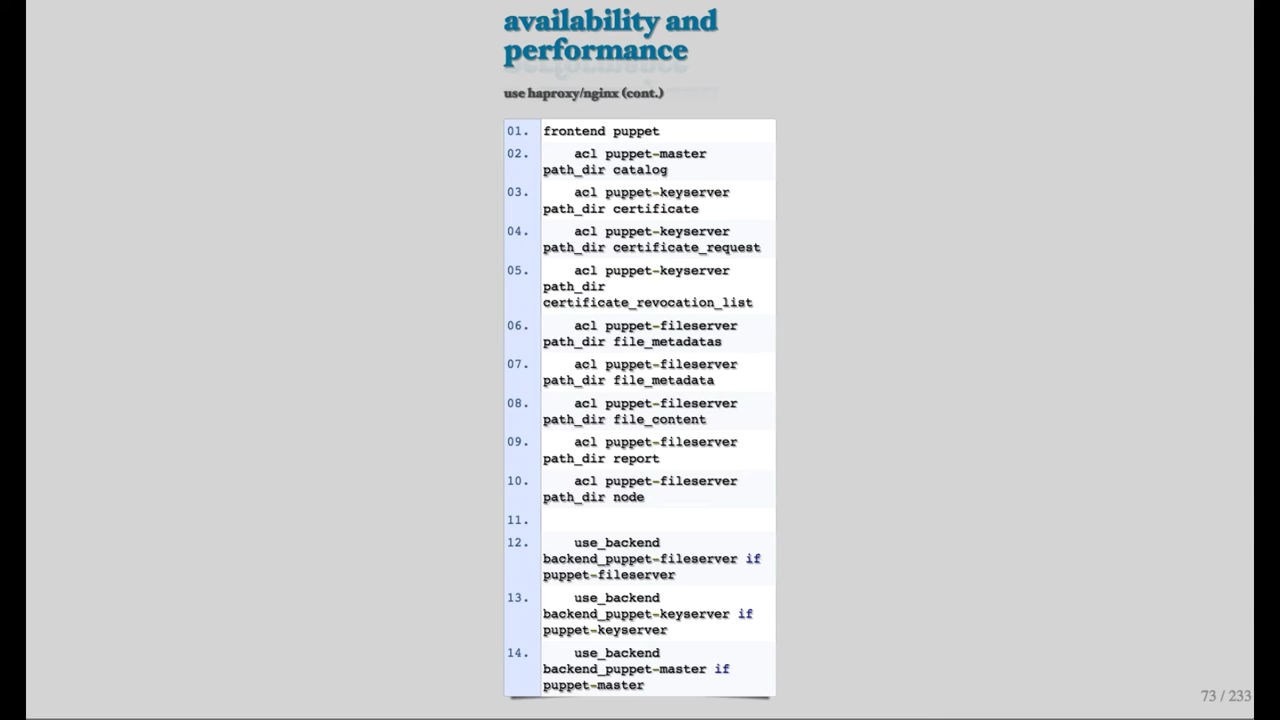 availability and
performance
use haproxy/nginx (cont.)
01. frontend puppet
02. acl puppet-master
path_dir catalog
03. acl puppet-keyserver
path_dir certificate
04. acl puppet-keyserver
path_dir certificate_request
05. acl puppet-keyserver
path_dir
certificate_revocation_list
06. acl puppet-fileserver
path_dir file_metadatas
07. acl puppet-fileserver
path_dir file_metadata
08. acl puppet-fileserver
path_dir file_content
09. acl puppet-fileserver
path_dir report
10. acl puppet-fileserver
path_dir node
11.
12. use_backend
backend_puppet-fileserver if
puppet-fileserver
13. use_backend
backend_puppet-keyserver if
puppet-keyserver
14. use_backend
backend_puppet-master if
puppet-master
73 / 233